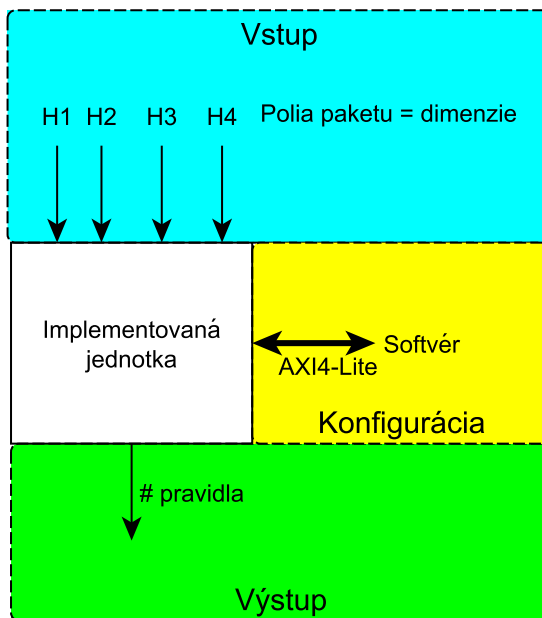 Vstup
H1 H2 H3 H4 Polia paketu = dimenzie
Implementovaná
jednotka
Softvér
AXI4-Lite
Konfigurácia
# pravidla
Výstup